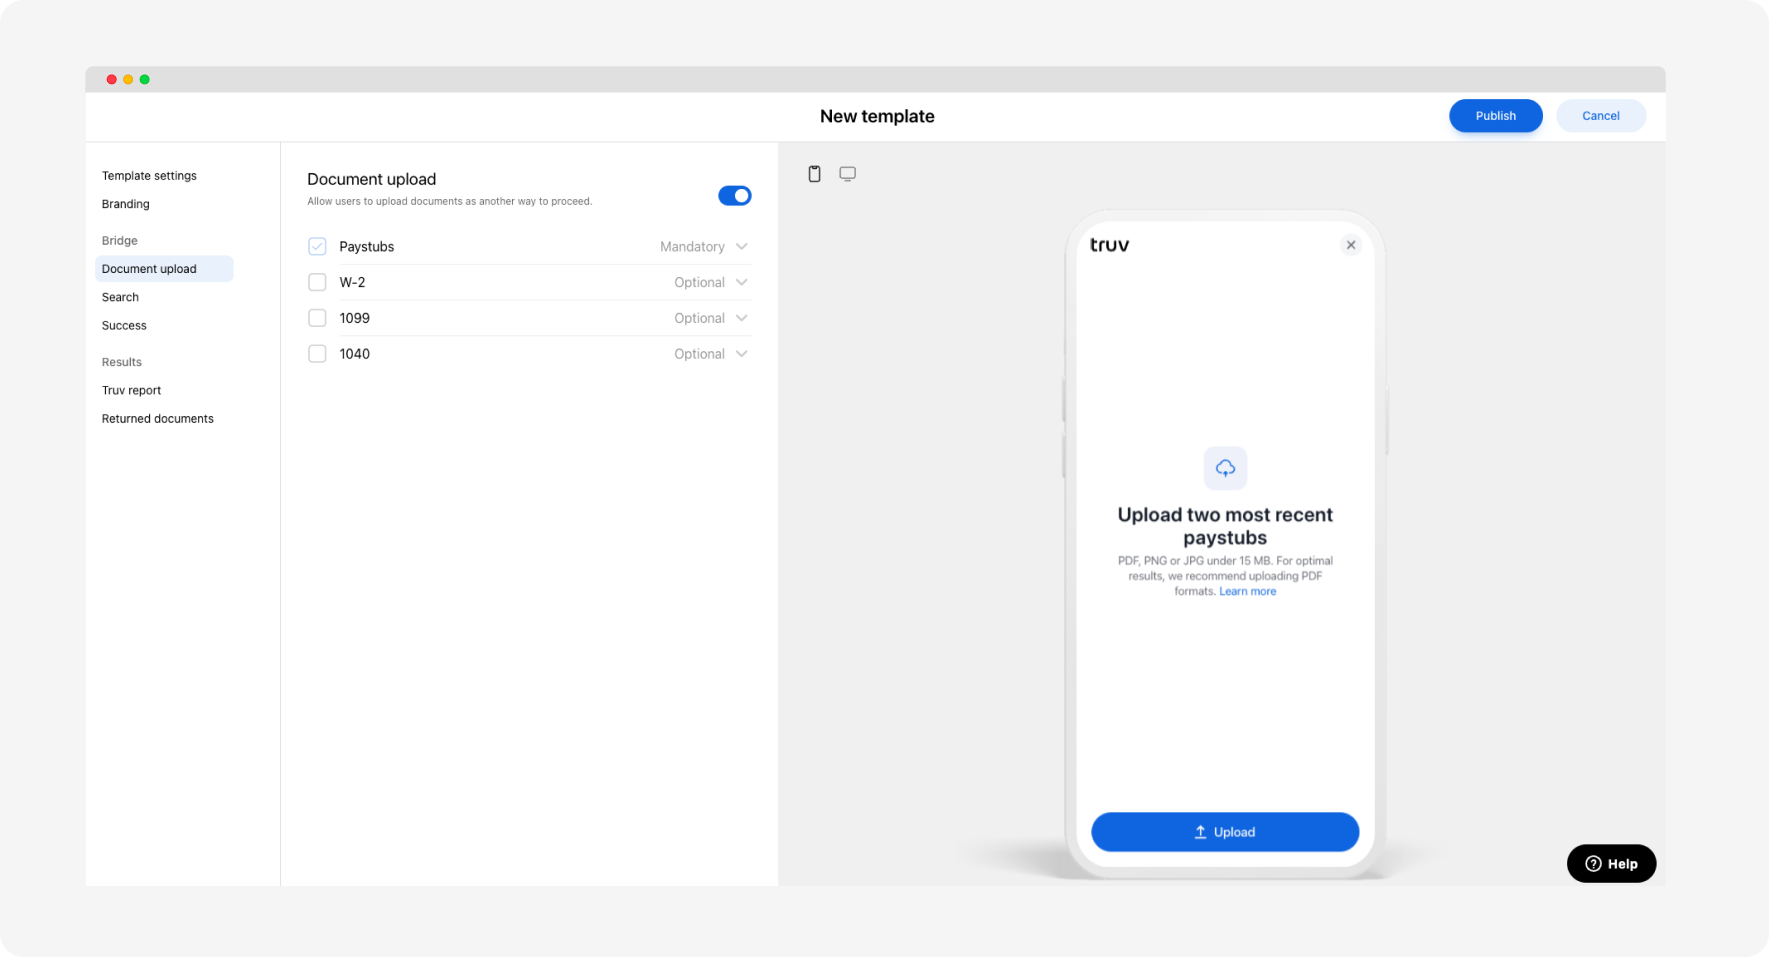 New template
Publish
Cancel
Template settings
Branding
Bridge
Document upload
Search
Success
Results
Truv report
Returned documents
Document upload
Allow users to upload documents as another way to proceed.
Paystubs Mandatory
W-2 Optional
1099 Optional
1040 Optional
truv
Upload two most recent
paystubs
PDF, PNG or JPG under 15 MB. For optimal
results, we recommend uploading PDF
formats. Learn more
Upload
Help